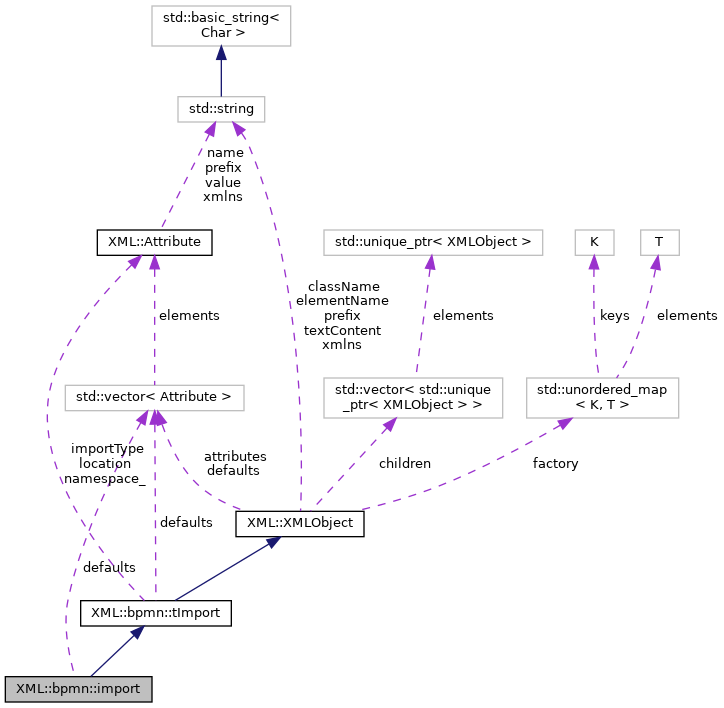 std::basic_string<
Char >
std::string
name
prefix
value
xmlns
XML::Attribute
std::unique_ptr< XMLObject >
K
T
className
elementName
prefix
textContent
xmlns
elements
elements
keys
elements
std::vector< Attribute >
std::vector< std::unique
_ptr< XMLObject > >
std::unordered_map
< K, T >
importType
location
namespace_
attributes
defaults
children
factory
defaults
XML::XMLObject
defaults
XML::bpmn::tImport
XML::bpmn::import